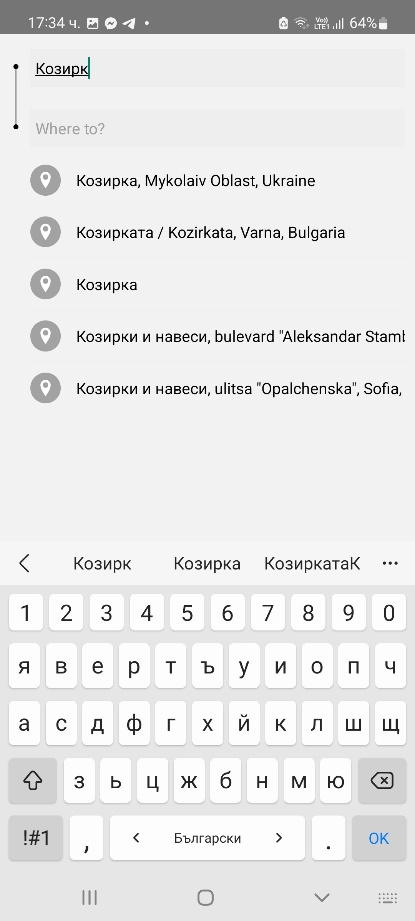 17:34 ч.
Vo))
LTE1
64%
Козирк
Where to?
Козирка, Mykolaiv Oblast, Ukraine
Козирката / Kozirkata, Varna, Bulgaria
Козирка
Козирки и навеси, bulevard "Aleksandar Stamb
Козирки и навеси, ulitsa "Opalchenska", Sofia,
Козирк Козирка КозиркатаК
1 2 3 4 5 6 7 8 9 0
я в е р т ъ у и о п ч
а с д ф г х й к л ш щ
з ь ц ж б н м ю
!#1 , < Български > . OK